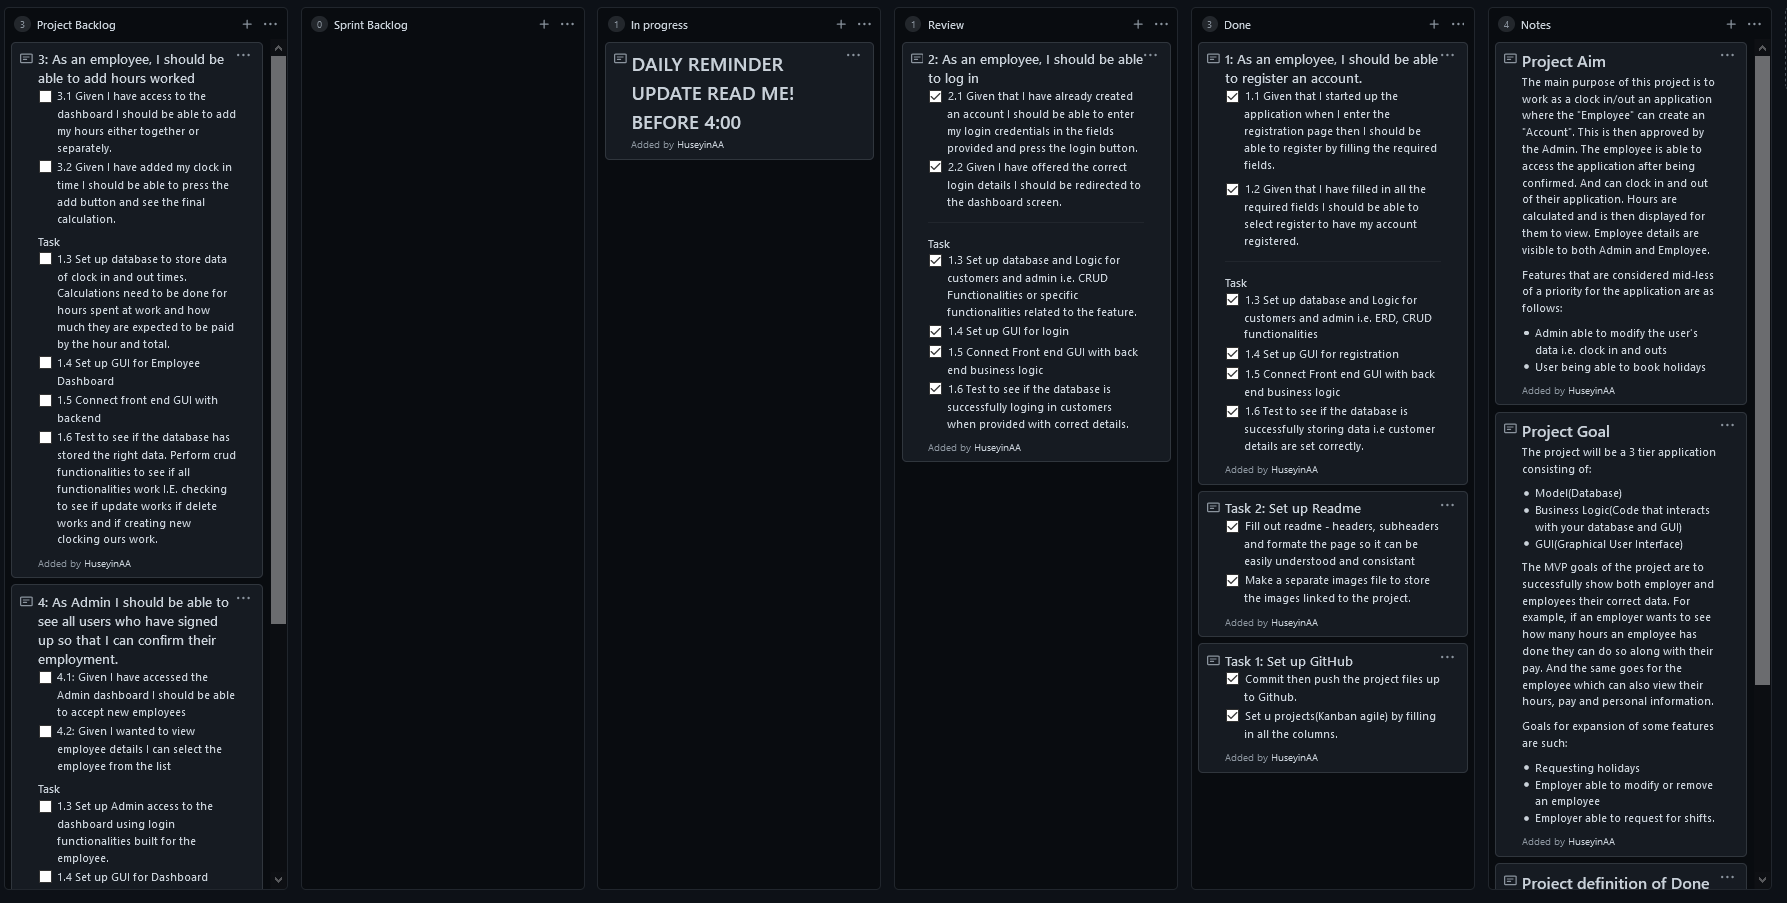 3 Project Backlog
3: As an employee, I should be
able to add hours worked
3.1 Given I have access to the
dashboard I should be able to add
my hours either together or
separately.
3.2 Given I have added my clock in
time I should be able to press the
add button and see the final
calculation.
Task
1.3 Set up database to store data
of clock in and out times.
Calculations need to be done for
hours spent at work and how
much they are expected to be paid
by the hour and total.
1.4 Set up GUI for Employee
Dashboard
1.5 Connect front end GUI with
backend
1.6 Test to see if the database has
stored the right data. Perform crud
functionalities to see if all
functionalities work I.E. checking
to see if update works if delete
works and if creating new
clocking ours work.
Added by HuseyinAA
4: As Admin I should be able to
see all users who have signed
up so that I can confirm their
employment.
4.1: Given I have accessed the
Admin dashboard I should be able
to accept new employees
4.2: Given I wanted to view
employee details I can select the
employee from the list
Task
1.3 Set up Admin access to the
dashboard using login
functionalities built for the
employee.
1.4 Set up GUI for Dashboard
0 Sprint Backlog
1 In progress
DAILY REMINDER
UPDATE READ ME!
BEFORE 4:00
Added by HuseyinAA
1 Review
2: As an employee, I should be able
to log in
2.1 Given that I have already created
an account I should be able to enter
my login credentials in the fields
provided and press the login button.
2.2 Given I have offered the correct
login details I should be redirected to
the dashboard screen.
Task
1.3 Set up database and Logic for
customers and admin i.e. CRUD
Functionalities or specific
functionalities related to the feature.
1.4 Set up GUI for login
1.5 Connect Front end GUI with back
end business logic
1.6 Test to see if the database is
successfully loging in customers
when provided with correct details.
Added by HuseyinAA
3 Done
1: As an employee, I should be able
to register an account.
1.1 Given that I started up the
application when I enter the
registration page then I should be
able to register by filling the required
fields.
1.2 Given that I have filled in all the
required fields I should be able to
select register to have my account
registered.
Task
1.3 Set up database and Logic for
customers and admin i.e. ERD, CRUD
functionalities
1.4 Set up GUI for registration
1.5 Connect Front end GUI with back
end business logic
1.6 Test to see if the database is
successfully storing data i.e customer
details are set correctly.
Added by HuseyinAA
Task 2: Set up Readme
Fill out readme - headers, subheaders
and formate the page so it can be
easily understood and consistant
Make a separate images file to store
the images linked to the project.
Added by HuseyinAA
Task 1: Set up GitHub
Commit then push the project files up
to Github.
Set u projects(Kanban agile) by filling
in all the columns.
Added by HuseyinAA
4 Notes
Project Aim
The main purpose of this project is to
work as a clock in/out an application
where the "Employee" can create an
"Account". This is then approved by
the Admin. The employee is able to
access the application after being
confirmed. And can clock in and out
of their application. Hours are
calculated and is then displayed for
them to view. Employee details are
visible to both Admin and Employee.
Features that are considered mid-less
of a priority for the application are as
follows:
• Admin able to modify the user's
data i.e. clock in and outs
• User being able to book holidays
Added by HuseyinAA
Project Goal
The project will be a 3 tier application
consisting of:
• Model(Database)
• Business Logic(Code that interacts
with your database and GUI)
• GUI(Graphical User Interface)
The MVP goals of the project are to
successfully show both employer and
employees their correct data. For
example, if an employer wants to see
how many hours an employee has
done they can do so along with their
pay. And the same goes for the
employee which can also view their
hours, pay and personal information.
Goals for expansion of some features
are such:
• Requesting holidays
• Employer able to modify or remove
an employee
• Employer able to request for shifts.
Added by HuseyinAA
Project definition of Done